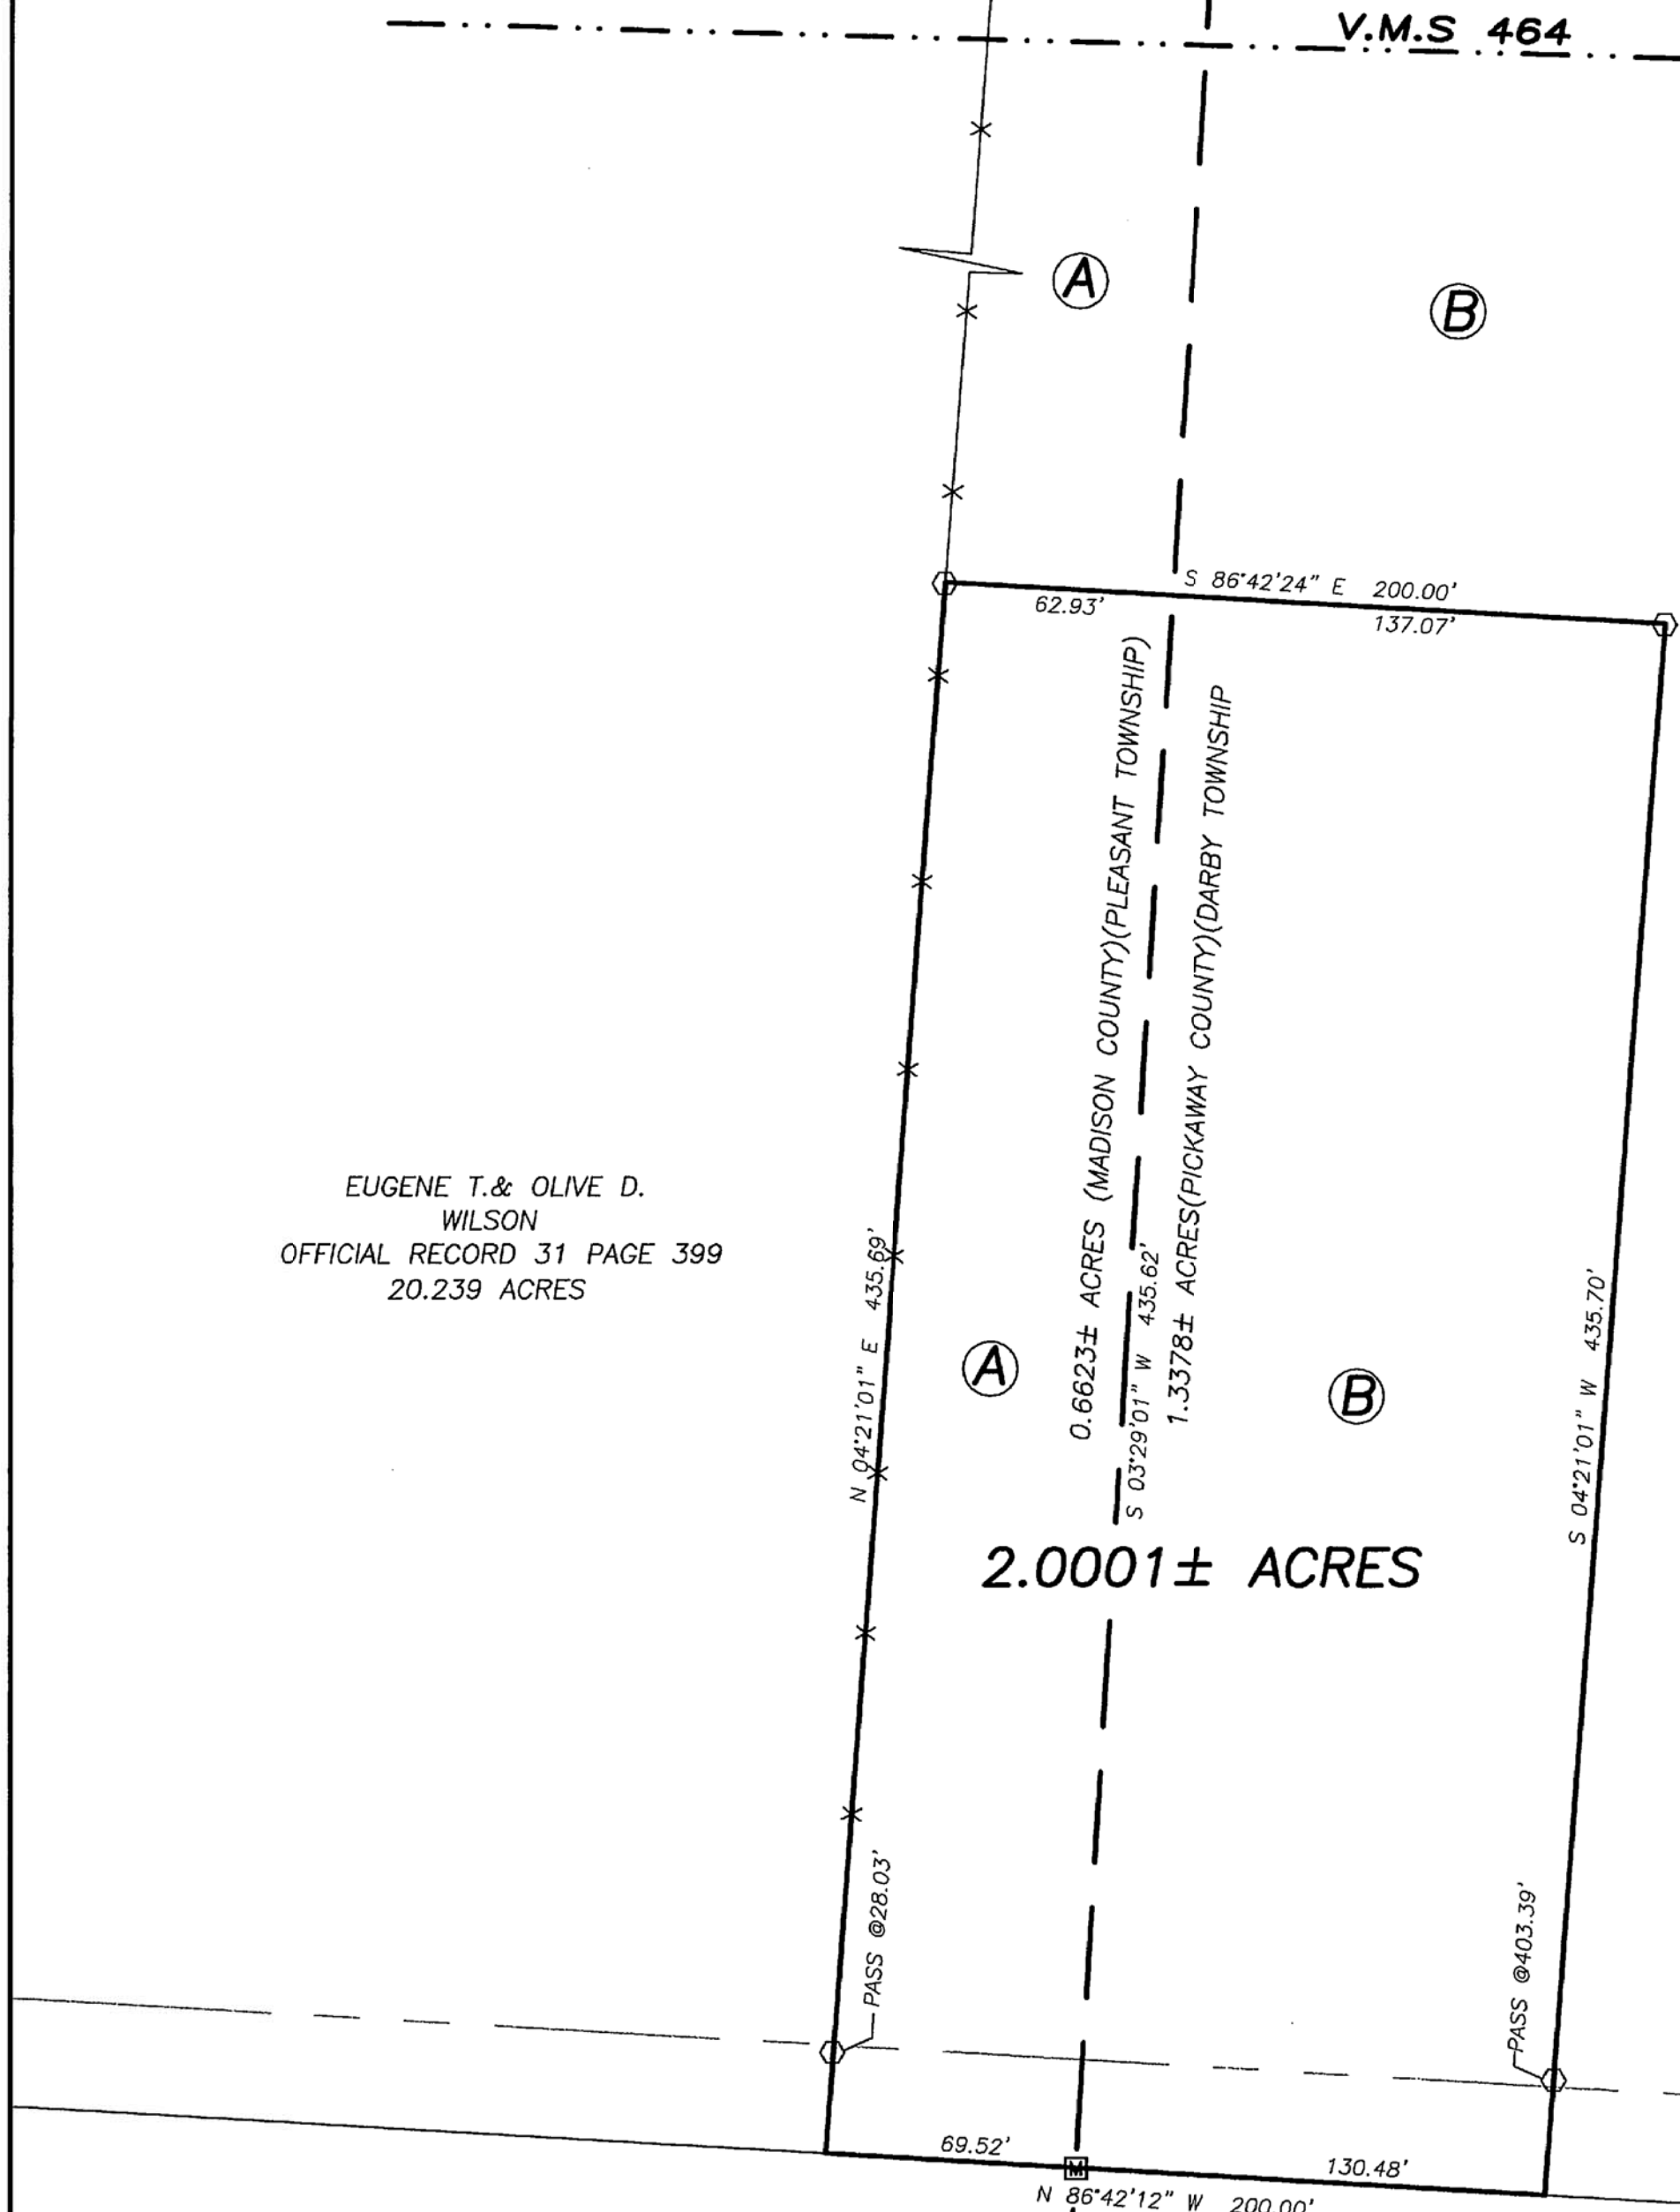 V.M.S 464
A
B
S 86°42'24" E 200.00'
62.93'
137.07'
0.6623± ACRES (MADISON COUNTY)(PLEASANT TOWNSHIP)
S 03°29'01" W 435.62'
1.3378± ACRES(PICKAWAY COUNTY)(DARBY TOWNSHIP
EUGENE T.& OLIVE D.
WILSON
OFFICIAL RECORD 31 PAGE 399
20.239 ACRES
N 04°21'01" E 435.69'
S 04°21'01" W 435.70'
A
B
2.0001± ACRES
PASS @28.03'
PASS @403.39'
69.52'
M
130.48'
N 86°42'12" W 200.00'